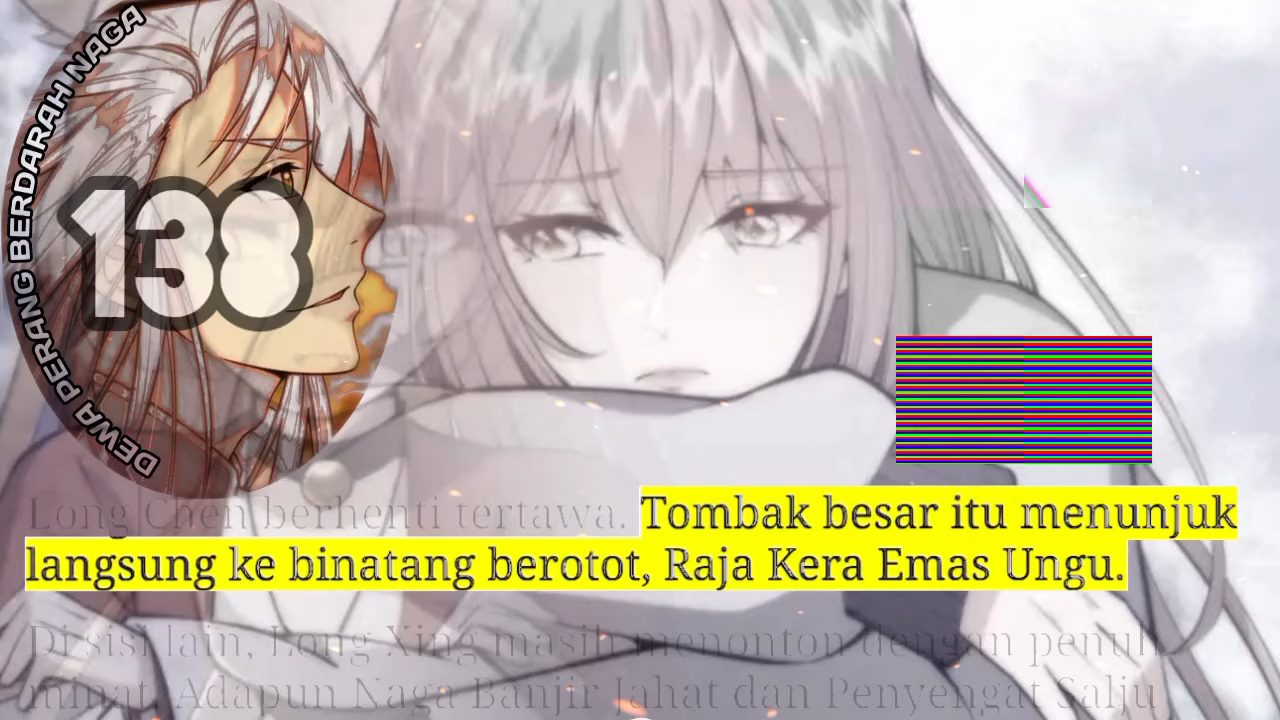 DEWA PERANG BERDARAH NAGA
138
Long Chen berhenti tertawa. Tombak besar itu menunjuk
langsung ke binatang berotot, Raja Kera Emas Ungu.
Di sisi lain, Long Xing masih menonton dengan penuh
minat. Adapun Naga Banjir Jahat dan Penyengat Salju